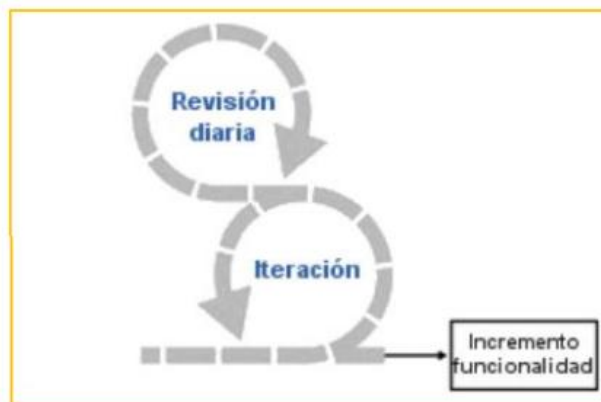 Revisión
diaria
Iteración
Incremento
funcionalidad